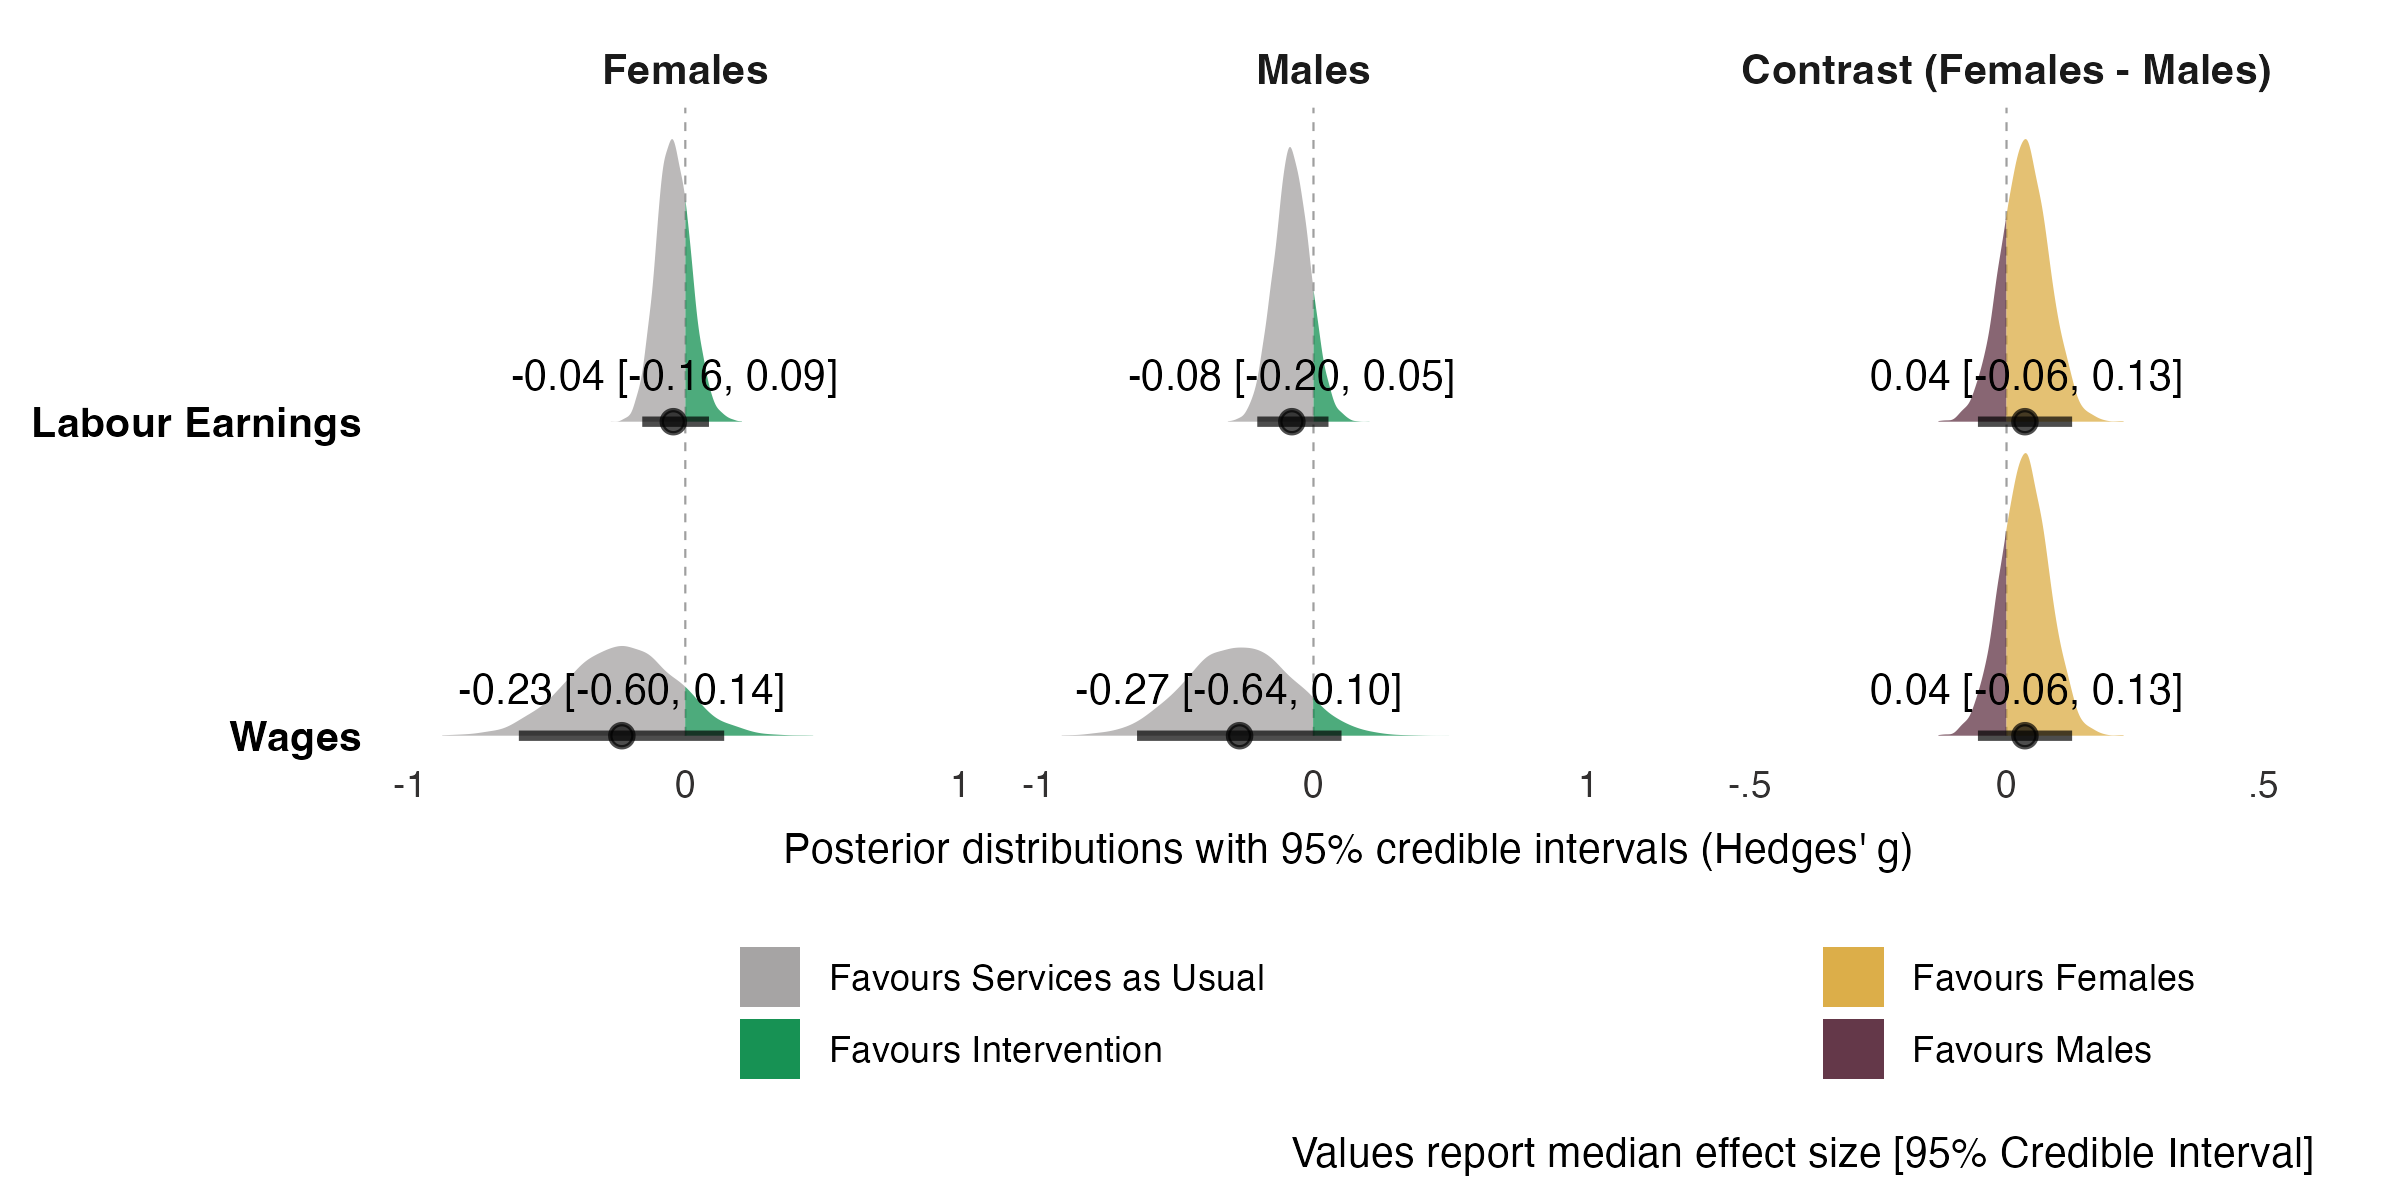 Females Males Contrast (Females - Males)
Labour Earnings
-0.04 [-0.16, 0.09] -0.08 [-0.20, 0.05] 0.04 [-0.06, 0.13]
Wages
-0.23 [-0.60, 0.14] -0.27 [-0.64, 0.10] 0.04 [-0.06, 0.13]
-1 0 1 -1 0 1 -.5 0 .5
Posterior distributions with 95% credible intervals (Hedges' g)
Favours Services as Usual
Favours Intervention
Favours Females
Favours Males
Values report median effect size [95% Credible Interval]